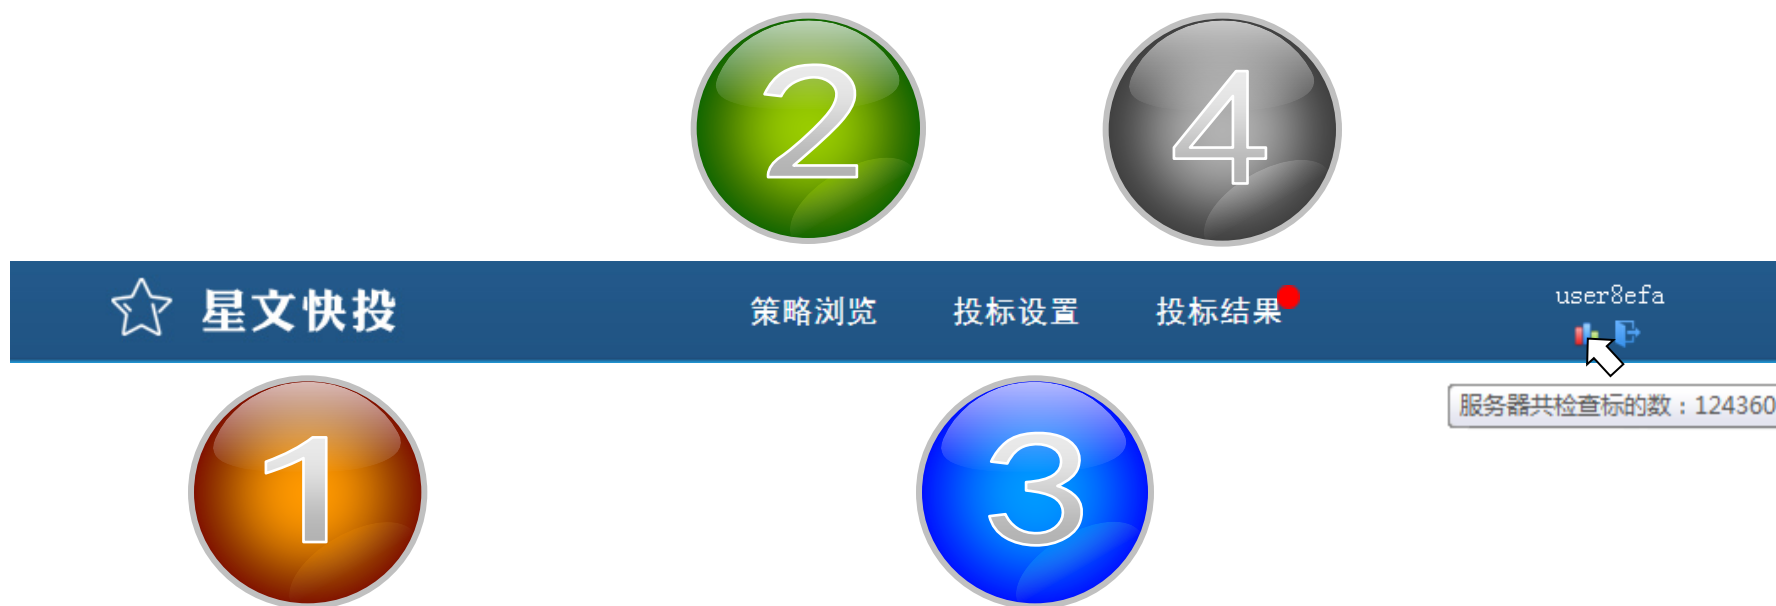 2 4
星文快投 策略浏览 投标设置 投标结果 user8efa
服务器共检查标的数：124360
1 3